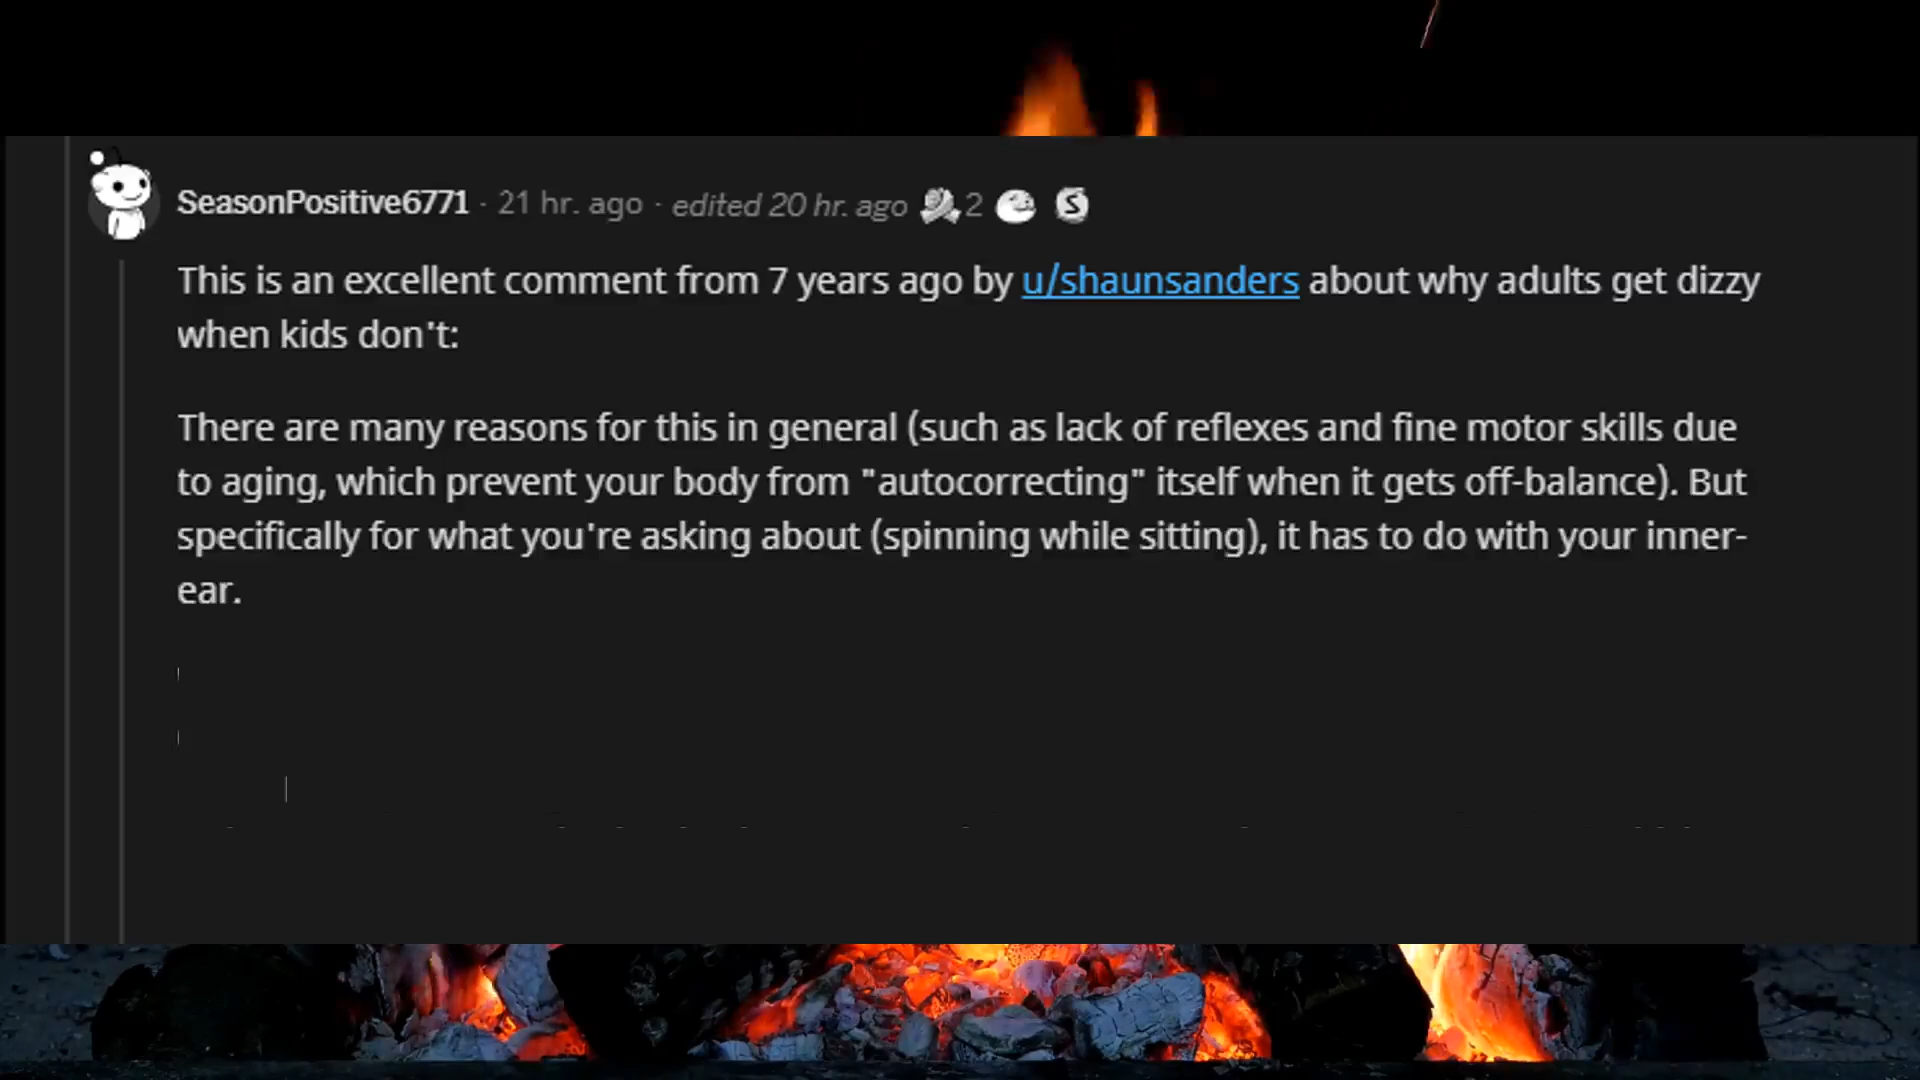 SeasonPositive6771 · 21 hr. ago · edited 20 hr. ago 2
This is an excellent comment from 7 years ago by u/shaunsanders about why adults get dizzy
when kids don't:
There are many reasons for this in general (such as lack of reflexes and fine motor skills due
to aging, which prevent your body from "autocorrecting" itself when it gets off-balance). But
specifically for what you're asking about (spinning while sitting), it has to do with your inner-
ear.